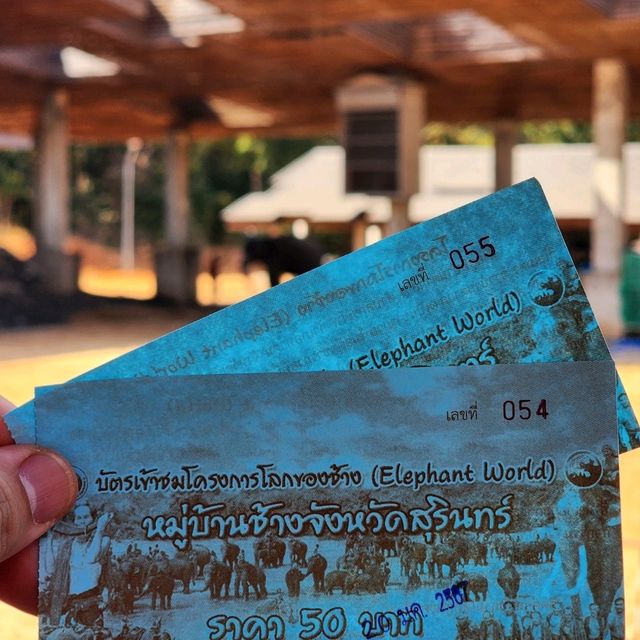 เลขที่ 055
(Elephant World)
เลขที่ 054
บัตรเข้าชมโครงการโลกของช้าง (Elephant World)
หมู่บ้านช้างจังหวัดสุรินทร์
ราคา 50 บาท